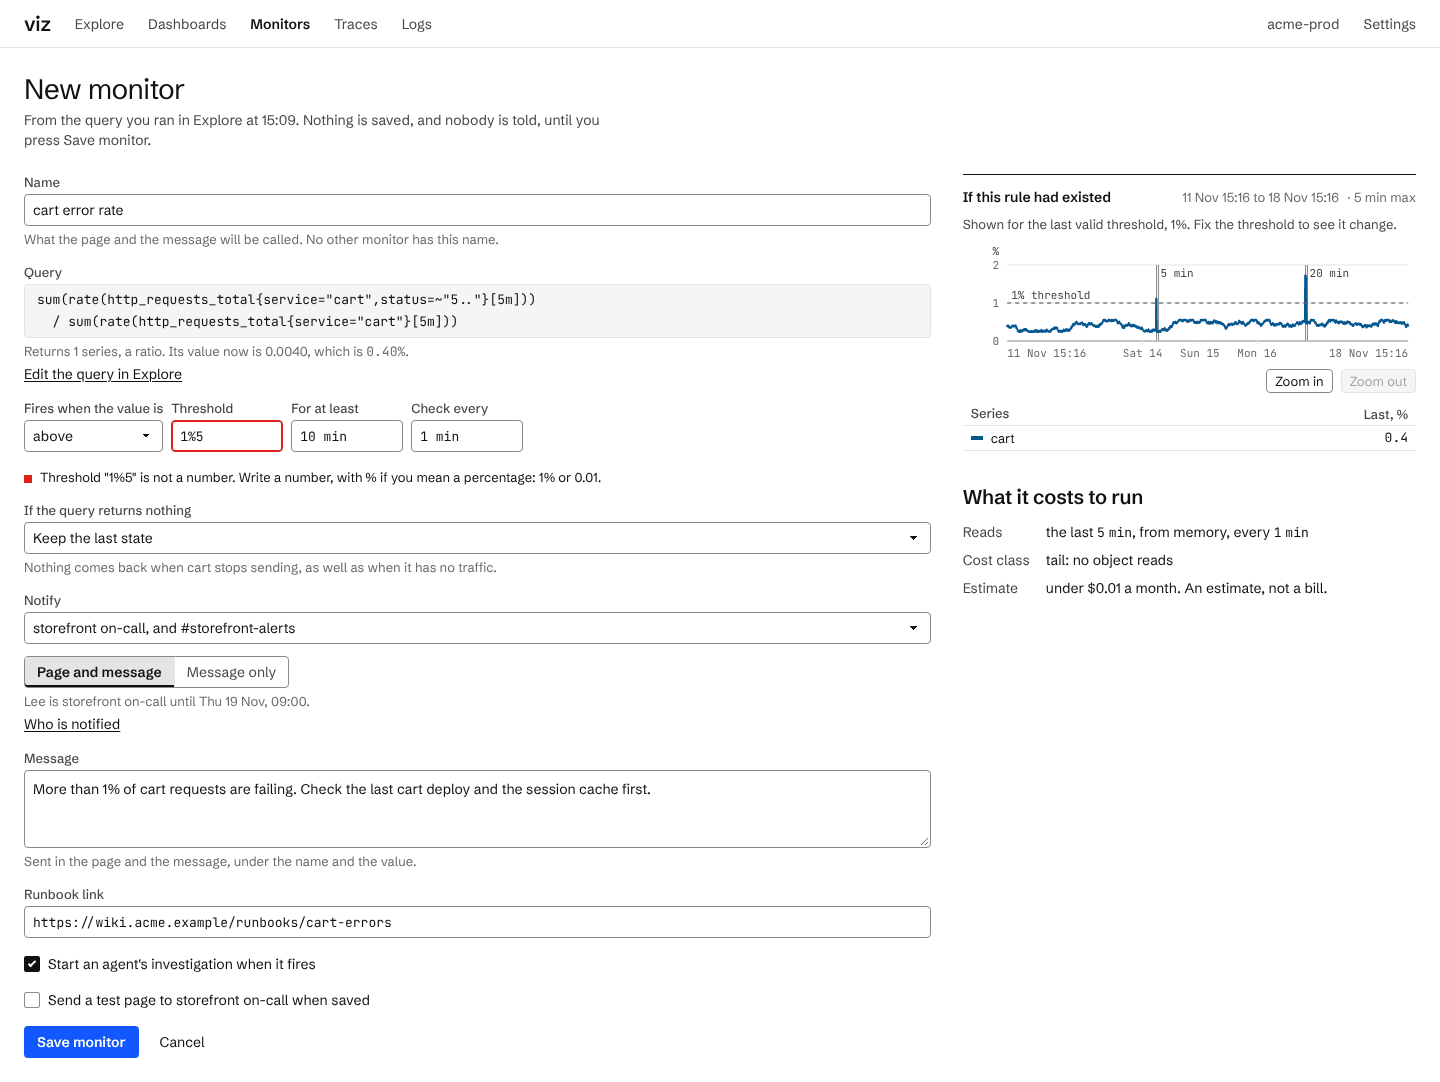 viz
Explore
Dashboards
Monitors
Traces
Logs
acme-prod
Settings
New monitor
From the query you ran in Explore at 15:09. Nothing is saved, and nobody is told, until you
press Save monitor.
Name
cart error rate
What the page and the message will be called. No other monitor has this name.
Query
sum(rate(http_requests_total{service="cart",status=~"5.."}[5m]))
/ sum(rate(http_requests_total{service="cart"}[5m]))
Returns 1 series, a ratio. Its value now is 0.0040, which is 0.40%.
Edit the query in Explore
Fires when the value is
Threshold
For at least
Check every
above
1%5
10 min
1 min
Threshold "1%5" is not a number. Write a number, with % if you mean a percentage: 1% or 0.01.
If the query returns nothing
Keep the last state
Nothing comes back when cart stops sending, as well as when it has no traffic.
Notify
storefront on-call, and #storefront-alerts
Page and message
Message only
Lee is storefront on-call until Thu 19 Nov, 09:00.
Who is notified
Message
More than 1% of cart requests are failing. Check the last cart deploy and the session cache first.
Sent in the page and the message, under the name and the value.
Runbook link
https://wiki.acme.example/runbooks/cart-errors
Start an agent's investigation when it fires
Send a test page to storefront on-call when saved
Save monitor
Cancel
If this rule had existed
11 Nov 15:16 to 18 Nov 15:16 · 5 min max
Shown for the last valid threshold, 1%. Fix the threshold to see it change.
%
2
5 min
20 min
1% threshold
1
0
11 Nov 15:16
Sat 14
Sun 15
Mon 16
18 Nov 15:16
Zoom in
Zoom out
Series
Last, %
cart
0.4
What it costs to run
Reads
the last 5 min, from memory, every 1 min
Cost class
tail: no object reads
Estimate
under $0.01 a month. An estimate, not a bill.